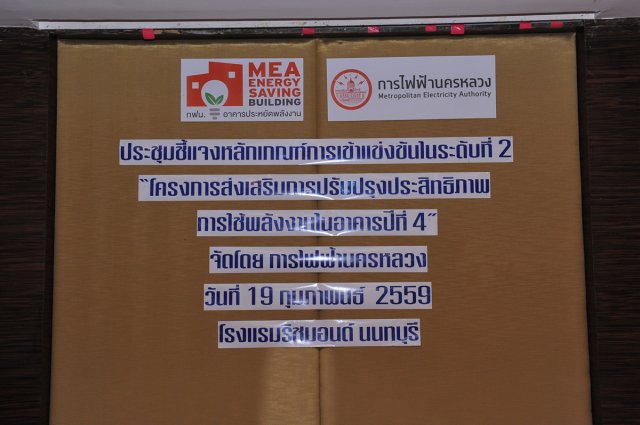 MEA
ENERGY
SAVING
BUILDING
กฟน. อาคารประหยัดพลังงาน
การไฟฟ้านครหลวง
Metropolitan Electricity Authority
ประชุมชี้แจงหลักเกณฑ์การเข้าแข่งขันในระดับที่ 2
“โครงการส่งเสริมการปรับปรุงประสิทธิภาพ
การใช้พลังงานในอาคารปีที่ 4”
จัดโดย การไฟฟ้านครหลวง
วันที่ 19 กุมภาพันธ์ 2559
โรงแรมริชมอนด์ นนทบุรี